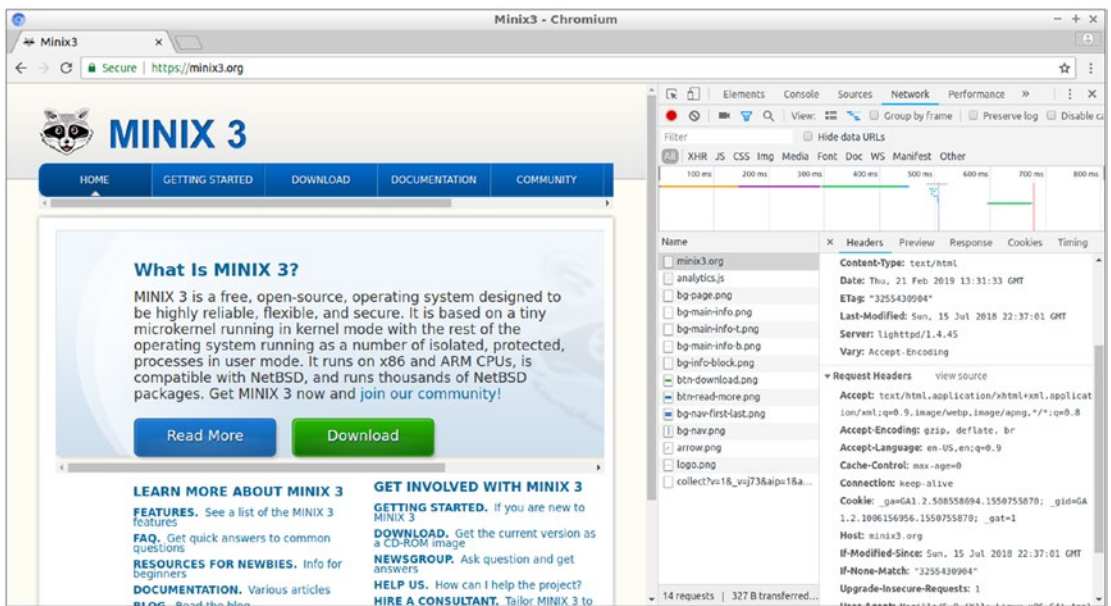 Minix3 - Chromium
Minix3
Secure | https://minix3.org
MINIX 3
HOME GETTING STARTED DOWNLOAD DOCUMENTATION COMMUNITY
What Is MINIX 3?
MINIX 3 is a free, open-source, operating system designed to
be highly reliable, flexible, and secure. It is based on a tiny
microkernel running in kernel mode with the rest of the
operating system running as a number of isolated, protected,
processes in user mode. It runs on x86 and ARM CPUs, is
compatible with NetBSD, and runs thousands of NetBSD
packages. Get MINIX 3 now and join our community!
Read More Download
LEARN MORE ABOUT MINIX 3
FEATURES. See a list of the MINIX 3
features
FAQ. Get quick answers to common
questions
RESOURCES FOR NEWBIES. Info for
beginners
DOCUMENTATION. Various articles
BLOG. Read the blog
GET INVOLVED WITH MINIX 3
GETTING STARTED. If you are new to
MINIX 3
DOWNLOAD. Get the current version as
a CD-ROM image
NEWSGROUP. Ask question and get
answers
HELP US. How can I help the project?
HIRE A CONSULTANT. Tailor MINIX 3 to
Elements Console Sources Network Performance »
View: Group by frame Preserve log Disable ca
Filter Hide data URLs
All XHR JS CSS Img Media Font Doc WS Manifest Other
100 ms 200 ms 300 ms 400 ms 500 ms 600 ms 700 ms 800 ms
Name
minix3.org
analytics.js
bg-page.png
bg-main-info.png
bg-main-info-t.png
bg-main-info-b.png
bg-info-block.png
btn-download.png
btn-read-more.png
bg-nav-first-last.png
bg-nav.png
arrow.png
logo.png
collect?v=1&_v=j73&aip=1&a...
14 requests | 327 B transferred...
× Headers Preview Response Cookies Timing
Content-Type: text/html
Date: Thu, 21 Feb 2019 13:31:33 GMT
ETag: "3255430904"
Last-Modified: Sun, 15 Jul 2018 22:37:01 GMT
Server: lighttpd/1.4.45
Vary: Accept-Encoding
Request Headers view source
Accept: text/html,application/xhtml+xml,applicat
ion/xml;q=0.9,image/webp,image/apng,*/*;q=0.8
Accept-Encoding: gzip, deflate, br
Accept-Language: en-US,en;q=0.9
Cache-Control: max-age=0
Connection: keep-alive
Cookie: _ga=GA1.2.508558694.1550755870; _gid=GA
1.2.1006156956.1550755870; _gat=1
Host: minix3.org
If-Modified-Since: Sun, 15 Jul 2018 22:37:01 GMT
If-None-Match: "3255430904"
Upgrade-Insecure-Requests: 1